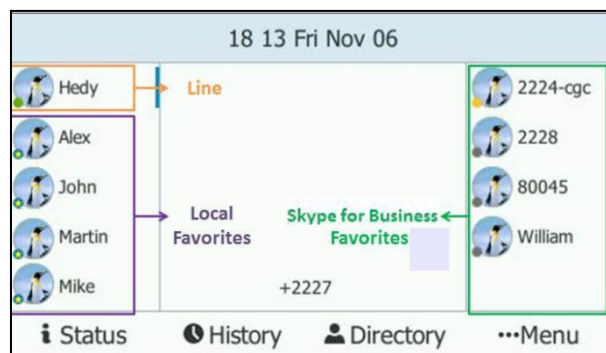 18 13 Fri Nov 06
Hedy
Line
Alex
John
Local
Favorites
Martin
Mike
2224-cgc
2228
80045
Skype for Business
Favorites
William
+2227
i Status
History
Directory
•••Menu